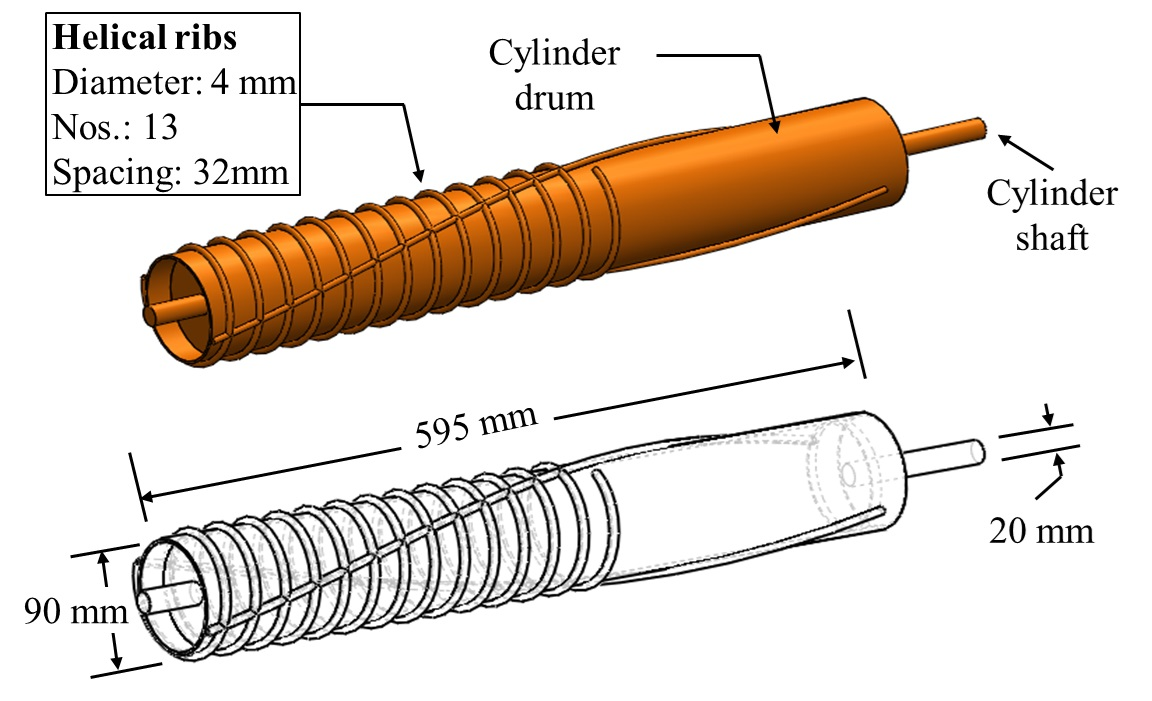 Helical ribs
Diameter: 4 mm
Nos.: 13
Spacing: 32mm
Cylinder
drum
Cylinder
shaft
595 mm
20 mm
90 mm